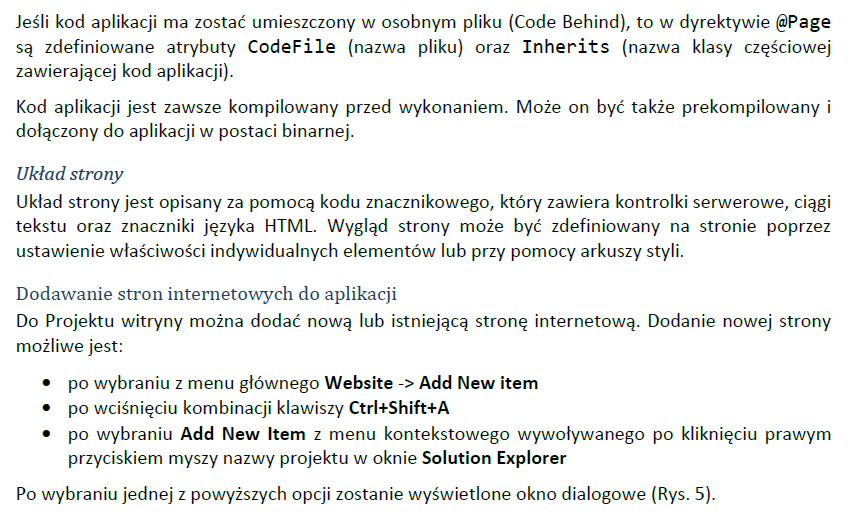 Jeśli kod aplikacji ma zostać umieszczony w osobnym pliku (Code Behind), to w dyrektywie @Page
są zdefiniowane atrybuty CodeFile (nazwa pliku) oraz Inherits (nazwa klasy częściowej
zawierającej kod aplikacji).
Kod aplikacji jest zawsze kompilowany przed wykonaniem. Może on być także prekompilowany i
dołączony do aplikacji w postaci binarnej.
Układ strony
Układ strony jest opisany za pomocą kodu znacznikowego, który zawiera kontrolki serwerowe, ciągi
tekstu oraz znaczniki języka HTML. Wygląd strony może być zdefiniowany na stronie poprzez
ustawienie właściwości indywidualnych elementów lub przy pomocy arkuszy styli.
Dodawanie stron internetowych do aplikacji
Do Projektu witryny można dodać nową lub istniejącą stronę internetową. Dodanie nowej strony
możliwe jest:
• po wybraniu z menu głównego Website -> Add New item
• po wciśnięciu kombinacji klawiszy Ctrl+Shift+A
• po wybraniu Add New Item z menu kontekstowego wywoływanego po kliknięciu prawym
przyciskiem myszy nazwy projektu w oknie Solution Explorer
Po wybraniu jednej z powyższych opcji zostanie wyświetlone okno dialogowe (Rys. 5).